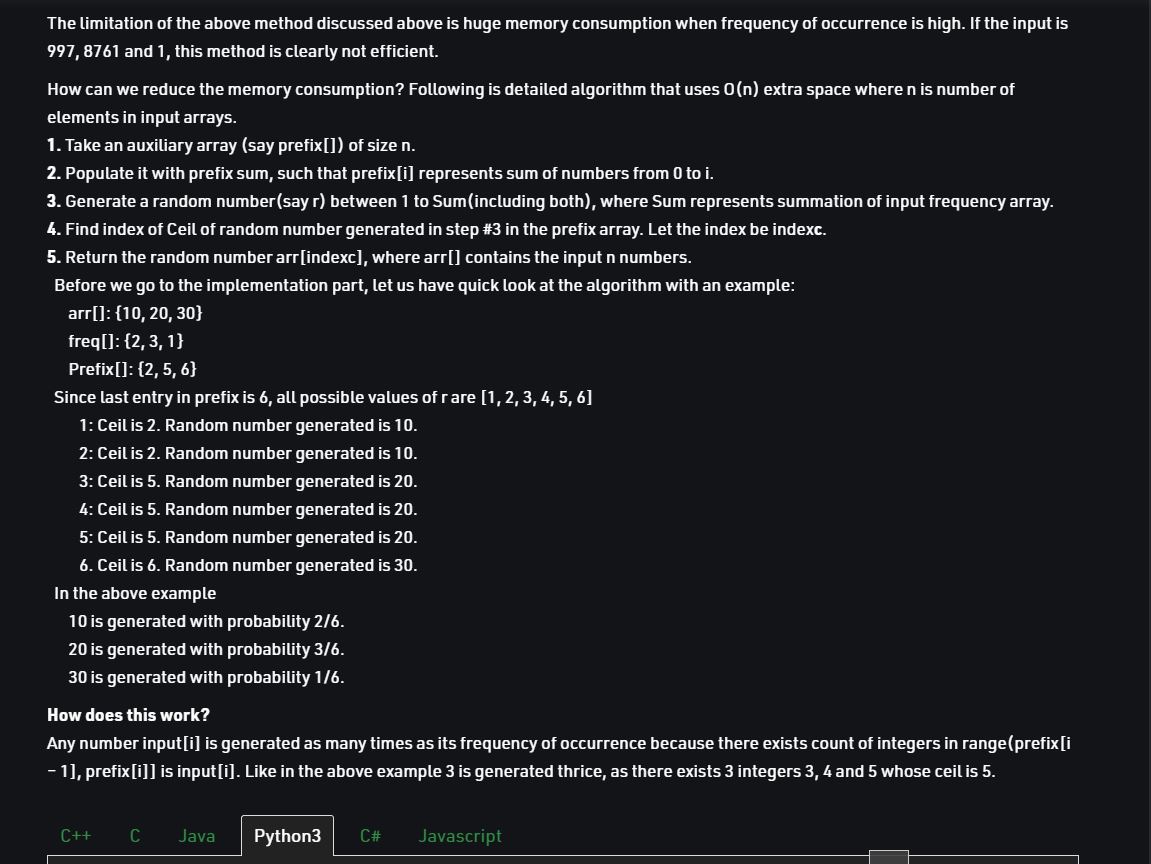 The limitation of the above method discussed above is huge memory consumption when frequency of occurrence is high. If the input is
997, 8761 and 1, this method is clearly not efficient.
How can we reduce the memory consumption? Following is detailed algorithm that uses O(n) extra space where n is number of
elements in input arrays.
1. Take an auxiliary array (say prefix[]) of size n.
2. Populate it with prefix sum, such that prefix[i] represents sum of numbers from 0 to i.
3. Generate a random number(say r) between 1 to Sum(including both), where Sum represents summation of input frequency array.
4. Find index of Ceil of random number generated in step #3 in the prefix array. Let the index be indexc.
5. Return the random number arr[indexc], where arr[] contains the input n numbers.
Before we go to the implementation part, let us have quick look at the algorithm with an example:
arr[]: {10, 20, 30}
freq[]: {2, 3, 1}
Prefix[]: {2, 5, 6}
Since last entry in prefix is 6, all possible values of r are [1, 2, 3, 4, 5, 6]
1: Ceil is 2. Random number generated is 10.
2: Ceil is 2. Random number generated is 10.
3: Ceil is 5. Random number generated is 20.
4: Ceil is 5. Random number generated is 20.
5: Ceil is 5. Random number generated is 20.
6. Ceil is 6. Random number generated is 30.
In the above example
10 is generated with probability 2/6.
20 is generated with probability 3/6.
30 is generated with probability 1/6.
How does this work?
Any number input[i] is generated as many times as its frequency of occurrence because there exists count of integers in range(prefix[i
– 1], prefix[i]] is input[i]. Like in the above example 3 is generated thrice, as there exists 3 integers 3, 4 and 5 whose ceil is 5.
C++ C Java Python3 C# Javascript